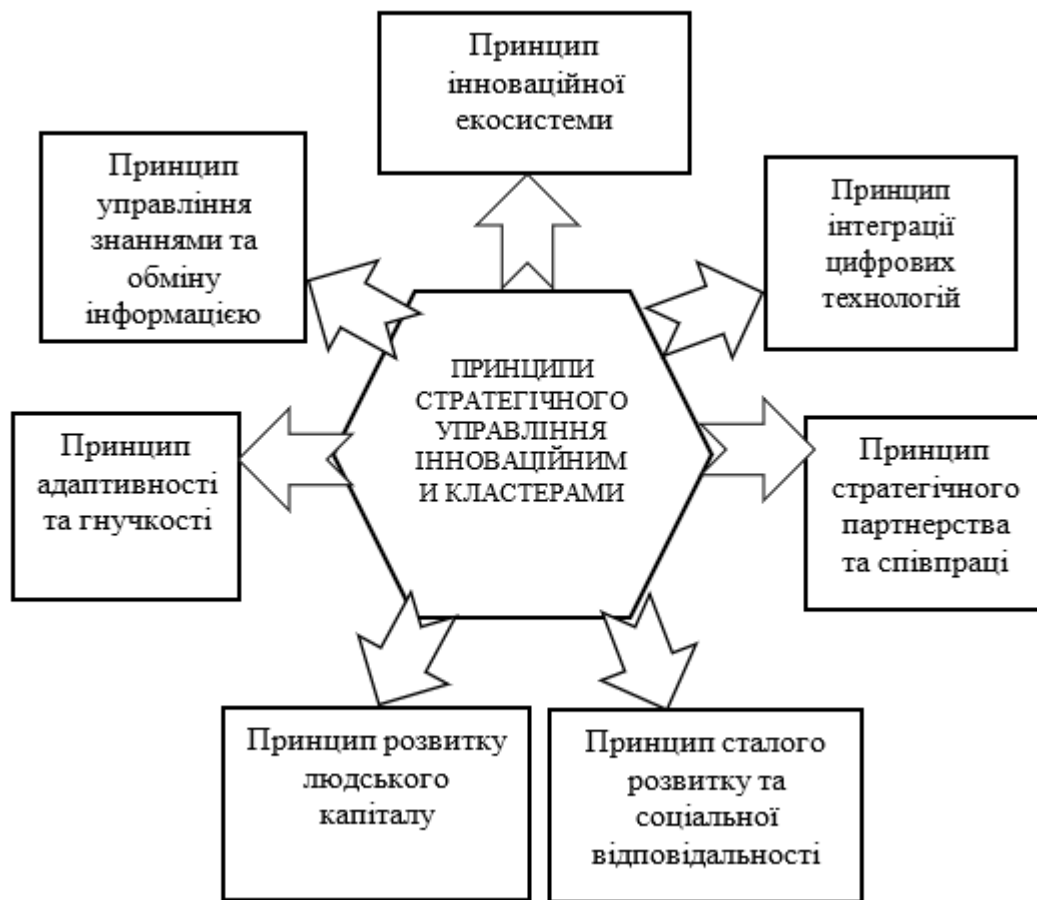 Принцип
інноваційної
екосистеми
Принцип
управління
знаннями та
обміну
інформацією
Принцип
інтеграції
цифрових
технологій
ПРИНЦИПИ
СТРАТЕГІЧНОГО
УПРАВЛІННЯ
ІННОВАЦІЙНИМ
И КЛАСТЕРАМИ
Принцип
адаптивності
та гнучкості
Принцип
стратегічного
партнерства
та співпраці
Принцип розвитку
людського
капіталу
Принцип сталого
розвитку та
соціальної
відповідальності